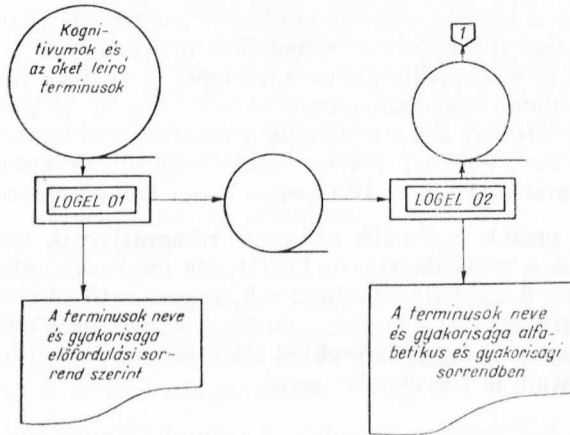 Kogni-
tívumok és
az őket leíró
terminusok
1
LOGEL 01
LOGEL 02
A terminusok neve
és gyakorisága
előfordulási sor-
rend szerint
A terminusok neve
és gyakorisága alfa-
betikus és gyakorisági
sorrendben